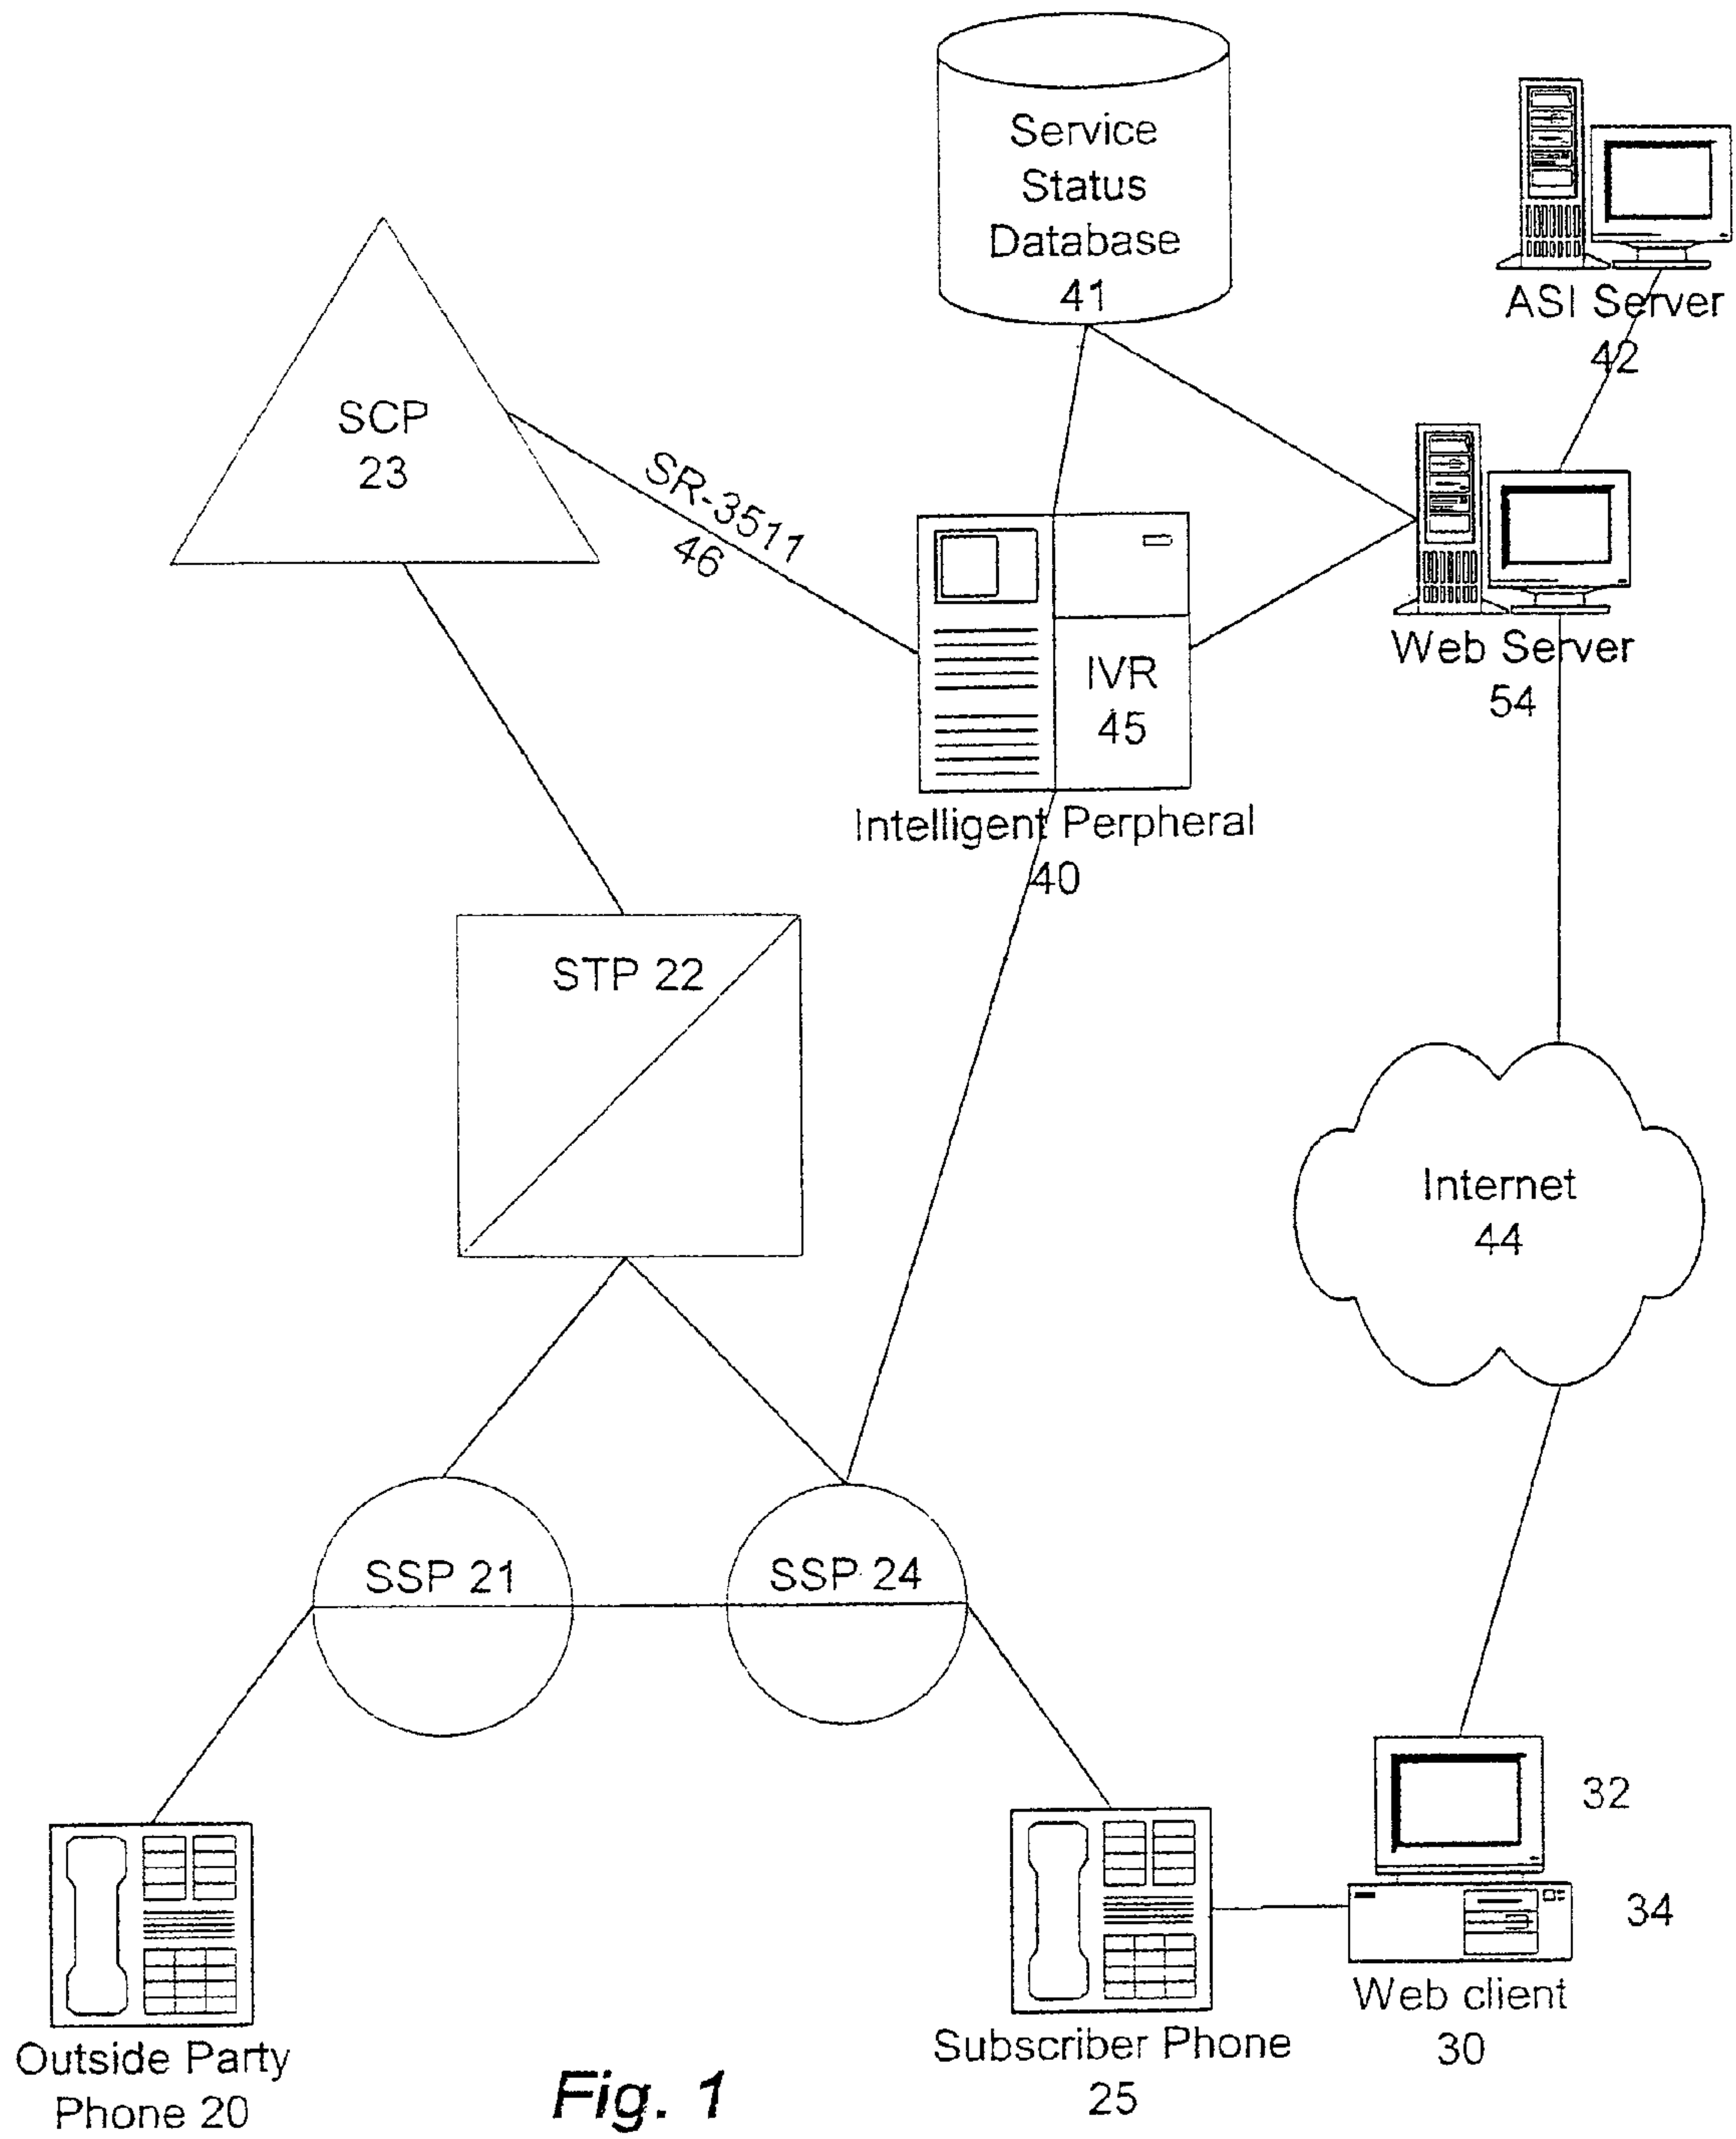 Service
Status
Database
41
ASI Server
42
SCP
23
SR-3511
46
Web Server
54
IVR
45
Intelligent Perpheral
40
STP 22
Internet
44
SSP 21
SSP 24
32
34
Web client
30
Subscriber Phone
25
Outside Party
Phone 20
Fig. 1